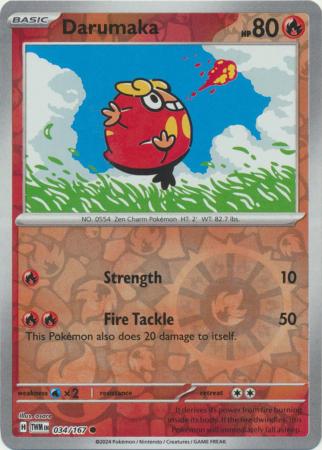 BASIC
Darumaka
HP 80
NO. 0554 Zen Charm Pokémon HT. 2' WT. 82.7 lbs.
Strength 10
Fire Tackle 50
This Pokémon also does 20 damage to itself.
weakness ×2 resistance retreat
Illus. OOYU
H TWM EN 034/167
It derives its power from fire
burning inside its body. If the fire dwindles,
this Pokémon will immediately fall asleep.
©2024 Pokémon / Nintendo / Creatures / GAME FREAK